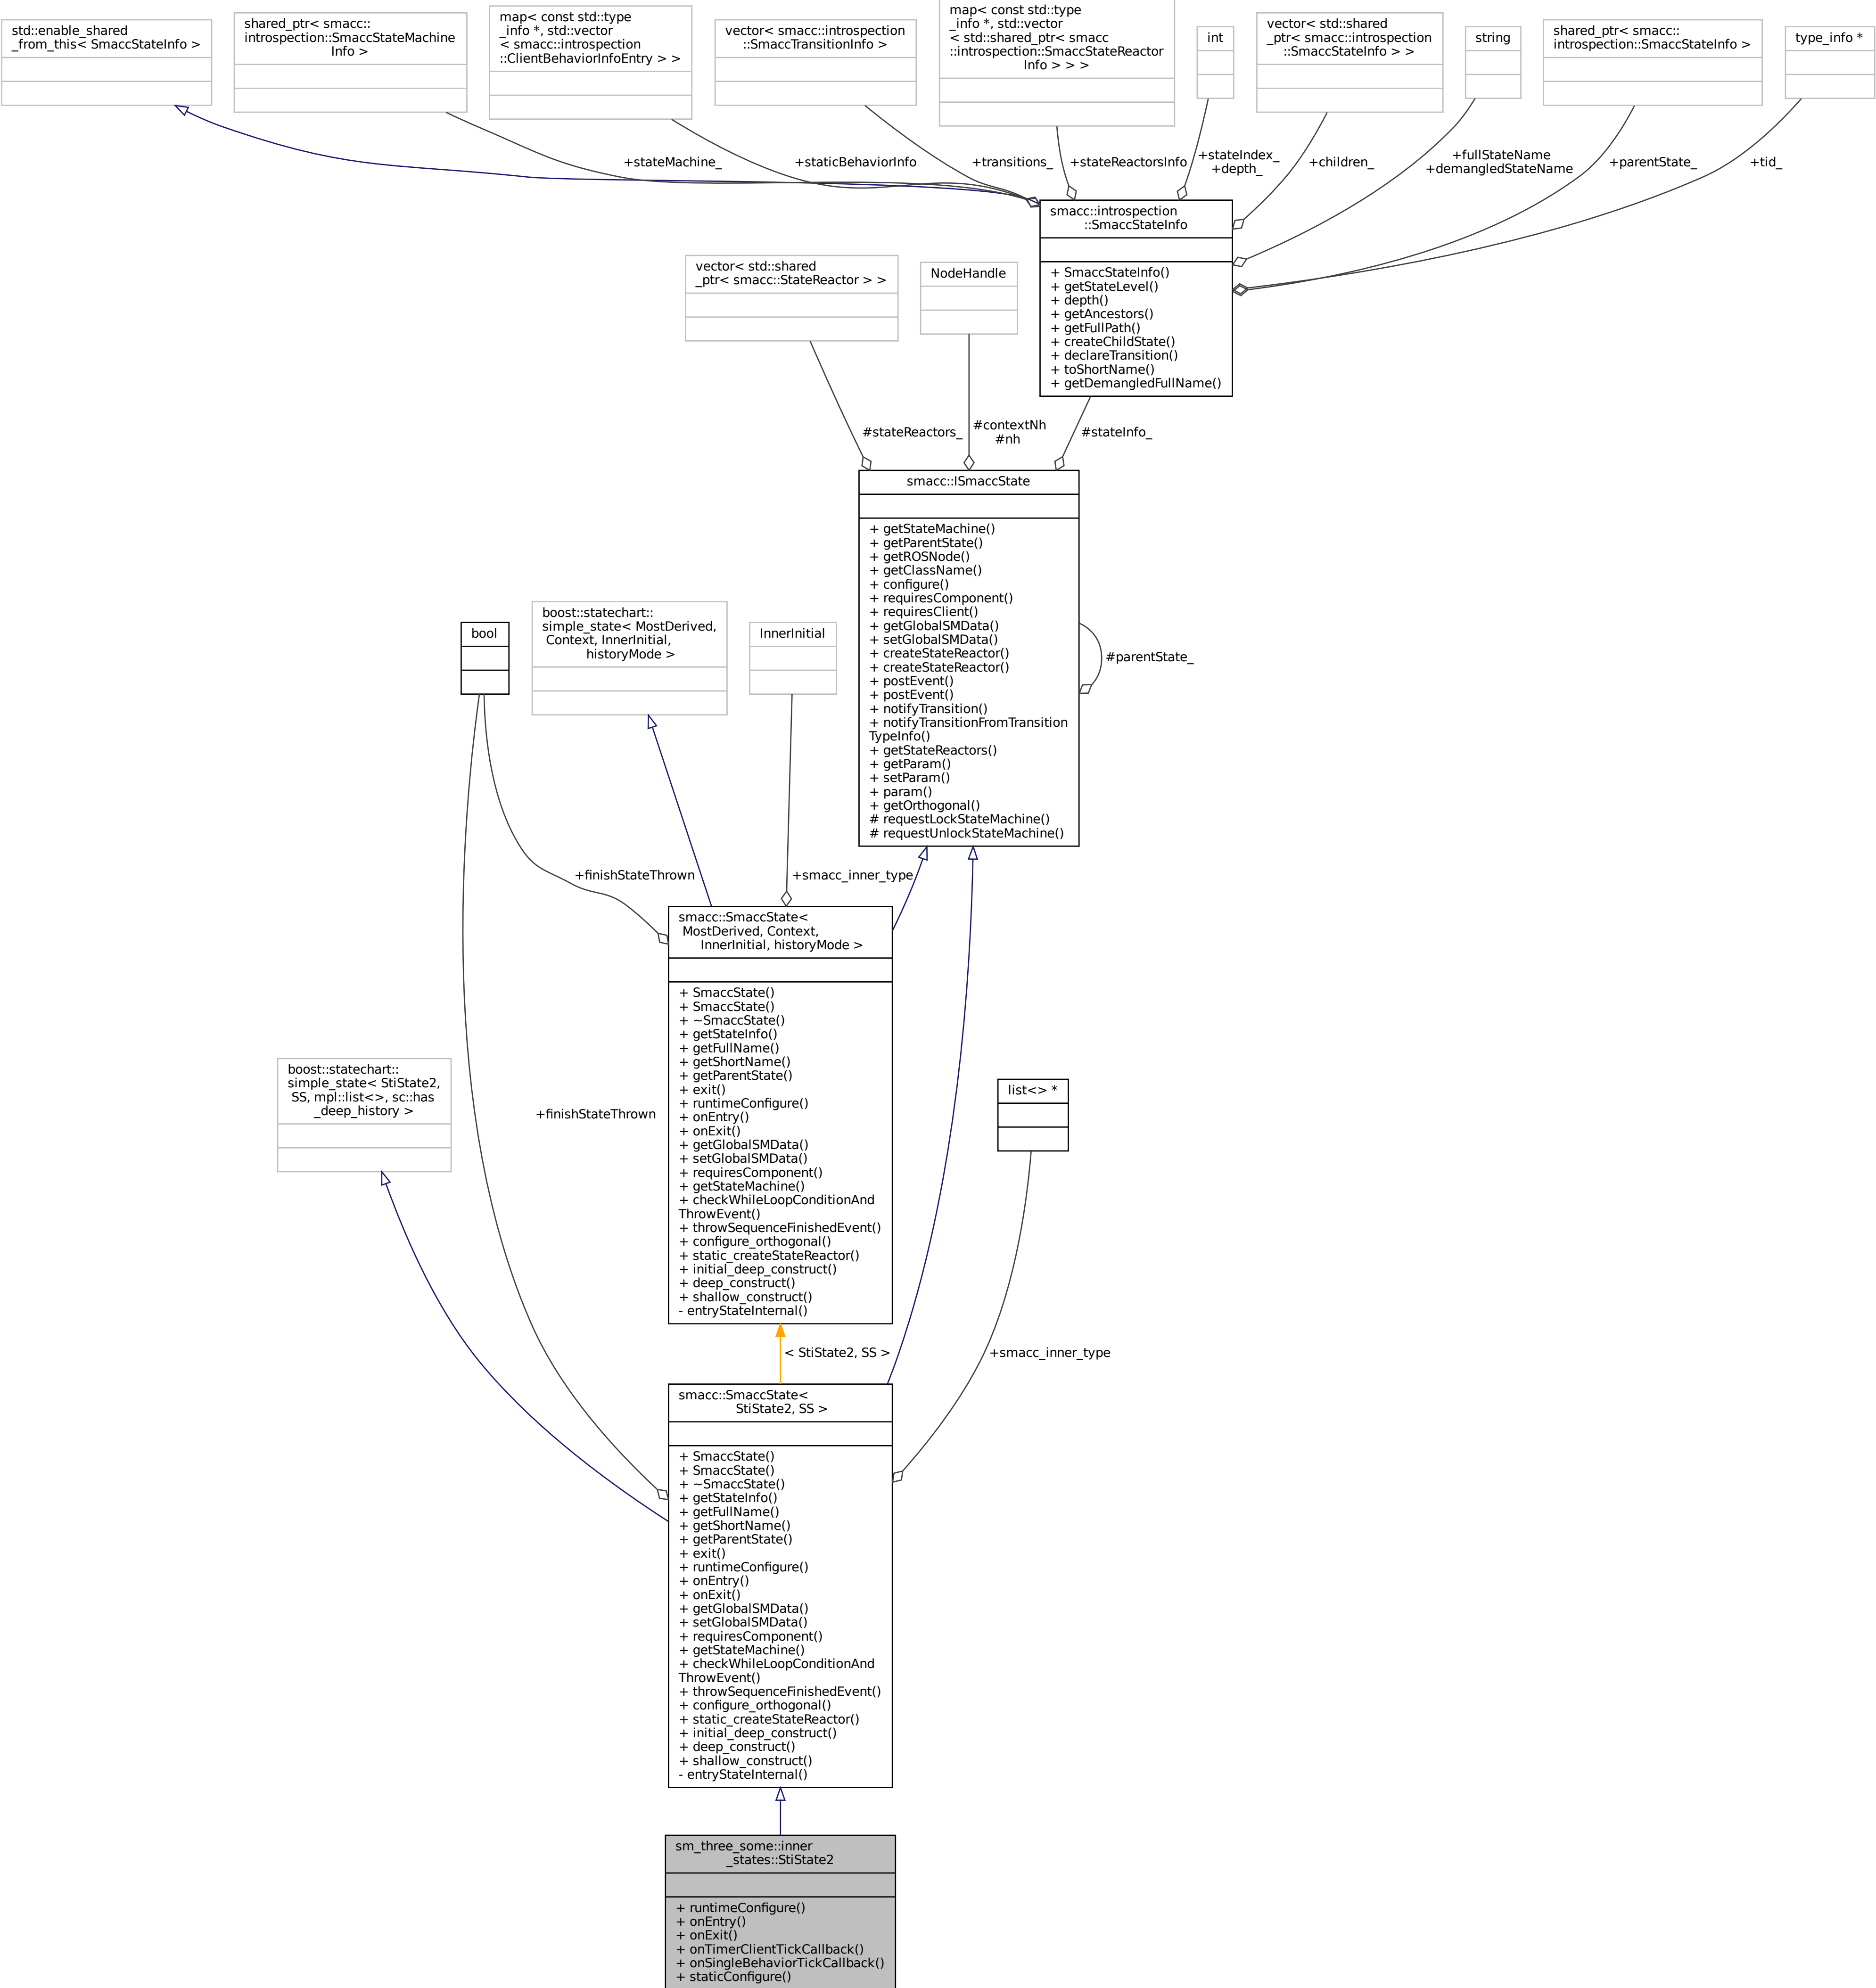 std::enable_shared
_from_this< SmaccStateInfo >
shared_ptr< smacc::
introspection::SmaccStateMachine
Info >
map< const std::type
_info *, std::vector
< smacc::introspection
::ClientBehaviorInfoEntry > >
vector< smacc::introspection
::SmaccTransitionInfo >
map< const std::type
_info *, std::vector
< std::shared_ptr< smacc
::introspection::SmaccStateReactor
Info > > >
int
vector< std::shared
_ptr< smacc::introspection
::SmaccStateInfo > >
string
shared_ptr< smacc::
introspection::SmaccStateInfo >
type_info *
+stateMachine_
+staticBehaviorInfo
+transitions_
+stateReactorsInfo
+stateIndex_
+depth_
+children_
+fullStateName
+demangledStateName
+parentState_
+tid_
smacc::introspection
::SmaccStateInfo
+ SmaccStateInfo()
+ getStateLevel()
+ depth()
+ getAncestors()
+ getFullPath()
+ createChildState()
+ declareTransition()
+ toShortName()
+ getDemangledFullName()
vector< std::shared
_ptr< smacc::StateReactor > >
NodeHandle
#stateReactors_
#contextNh
#nh
#stateInfo_
smacc::ISmaccState
+ getStateMachine()
+ getParentState()
+ getROSNode()
+ getClassName()
+ configure()
+ requiresComponent()
+ requiresClient()
+ getGlobalSMData()
+ setGlobalSMData()
+ createStateReactor()
+ createStateReactor()
+ postEvent()
+ postEvent()
+ notifyTransition()
+ notifyTransitionFromTransition
TypeInfo()
+ getStateReactors()
+ getParam()
+ setParam()
+ param()
+ getOrthogonal()
# requestLockStateMachine()
# requestUnlockStateMachine()
#parentState_
bool
boost::statechart::
simple_state< MostDerived,
Context, InnerInitial,
historyMode >
InnerInitial
+finishStateThrown
+smacc_inner_type
smacc::SmaccState<
MostDerived, Context,
InnerInitial, historyMode >
+ SmaccState()
+ SmaccState()
+ ~SmaccState()
+ getStateInfo()
+ getFullName()
+ getShortName()
+ getParentState()
+ exit()
+ runtimeConfigure()
+ onEntry()
+ onExit()
+ getGlobalSMData()
+ setGlobalSMData()
+ requiresComponent()
+ getStateMachine()
+ checkWhileLoopConditionAnd
ThrowEvent()
+ throwSequenceFinishedEvent()
+ configure_orthogonal()
+ static_createStateReactor()
+ initial_deep_construct()
+ deep_construct()
+ shallow_construct()
- entryStateInternal()
boost::statechart::
simple_state< StiState2,
SS, mpl::list<>, sc::has
_deep_history >
+finishStateThrown
list<> *
< StiState2, SS >
+smacc_inner_type
smacc::SmaccState<
StiState2, SS >
+ SmaccState()
+ SmaccState()
+ ~SmaccState()
+ getStateInfo()
+ getFullName()
+ getShortName()
+ getParentState()
+ exit()
+ runtimeConfigure()
+ onEntry()
+ onExit()
+ getGlobalSMData()
+ setGlobalSMData()
+ requiresComponent()
+ getStateMachine()
+ checkWhileLoopConditionAnd
ThrowEvent()
+ throwSequenceFinishedEvent()
+ configure_orthogonal()
+ static_createStateReactor()
+ initial_deep_construct()
+ deep_construct()
+ shallow_construct()
- entryStateInternal()
sm_three_some::inner
_states::StiState2
+ runtimeConfigure()
+ onEntry()
+ onExit()
+ onTimerClientTickCallback()
+ onSingleBehaviorTickCallback()
+ staticConfigure()